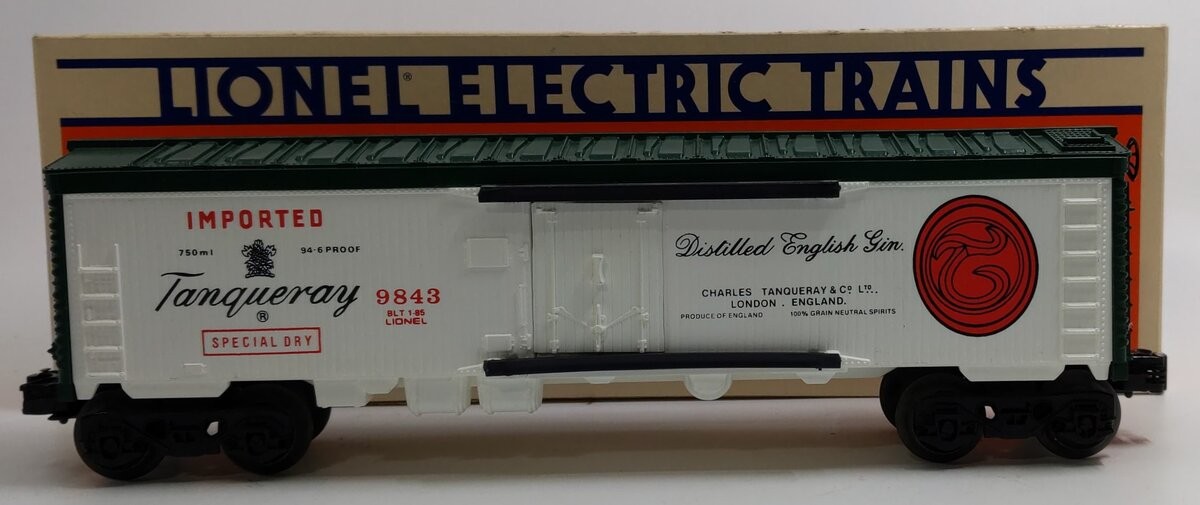 LIONEL® ELECTRIC TRAINS
IMPORTED
750ml 94·6 PROOF
Tanqueray
®
9843
BLT 1-85
LIONEL
SPECIAL DRY
Distilled English Gin.
CHARLES TANQUERAY & Cº LTD.,
LONDON . ENGLAND.
PRODUCE OF ENGLAND 100% GRAIN NEUTRAL SPIRITS